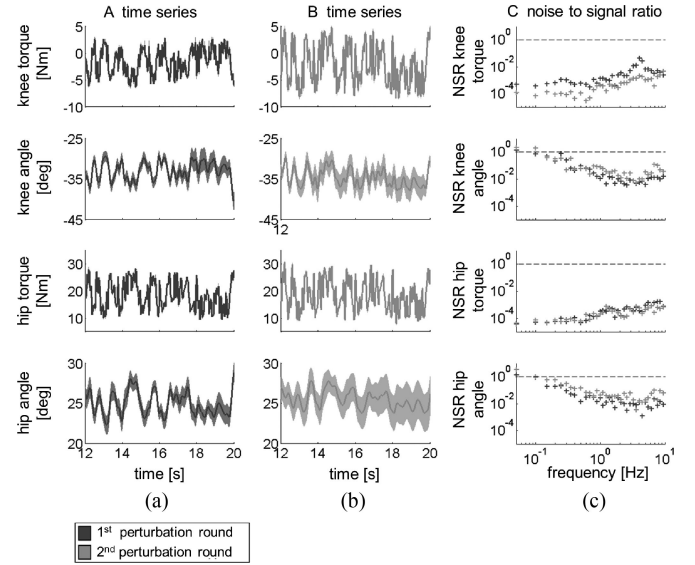 A time series
B time series
C noise to signal ratio
knee torque
[Nm]
5
0
-5
-10
5
0
-5
-10
NSR knee
torque
10^0
10^-2
10^-4
knee angle
[deg]
-25
-35
-45
-25
-35
-45
12
NSR knee
angle
10^0
10^-2
10^-4
hip torque
[Nm]
30
20
10
30
20
10
NSR hip
torque
10^0
10^-2
10^-4
hip angle
[deg]
30
25
20
12 14 16 18 20
time [s]
30
25
20
12 14 16 18 20
time [s]
NSR hip
angle
10^0
10^-2
10^-4
10^-1 10^0 10^1
frequency [Hz]
(a)
(b)
(c)
1st perturbation round
2nd perturbation round